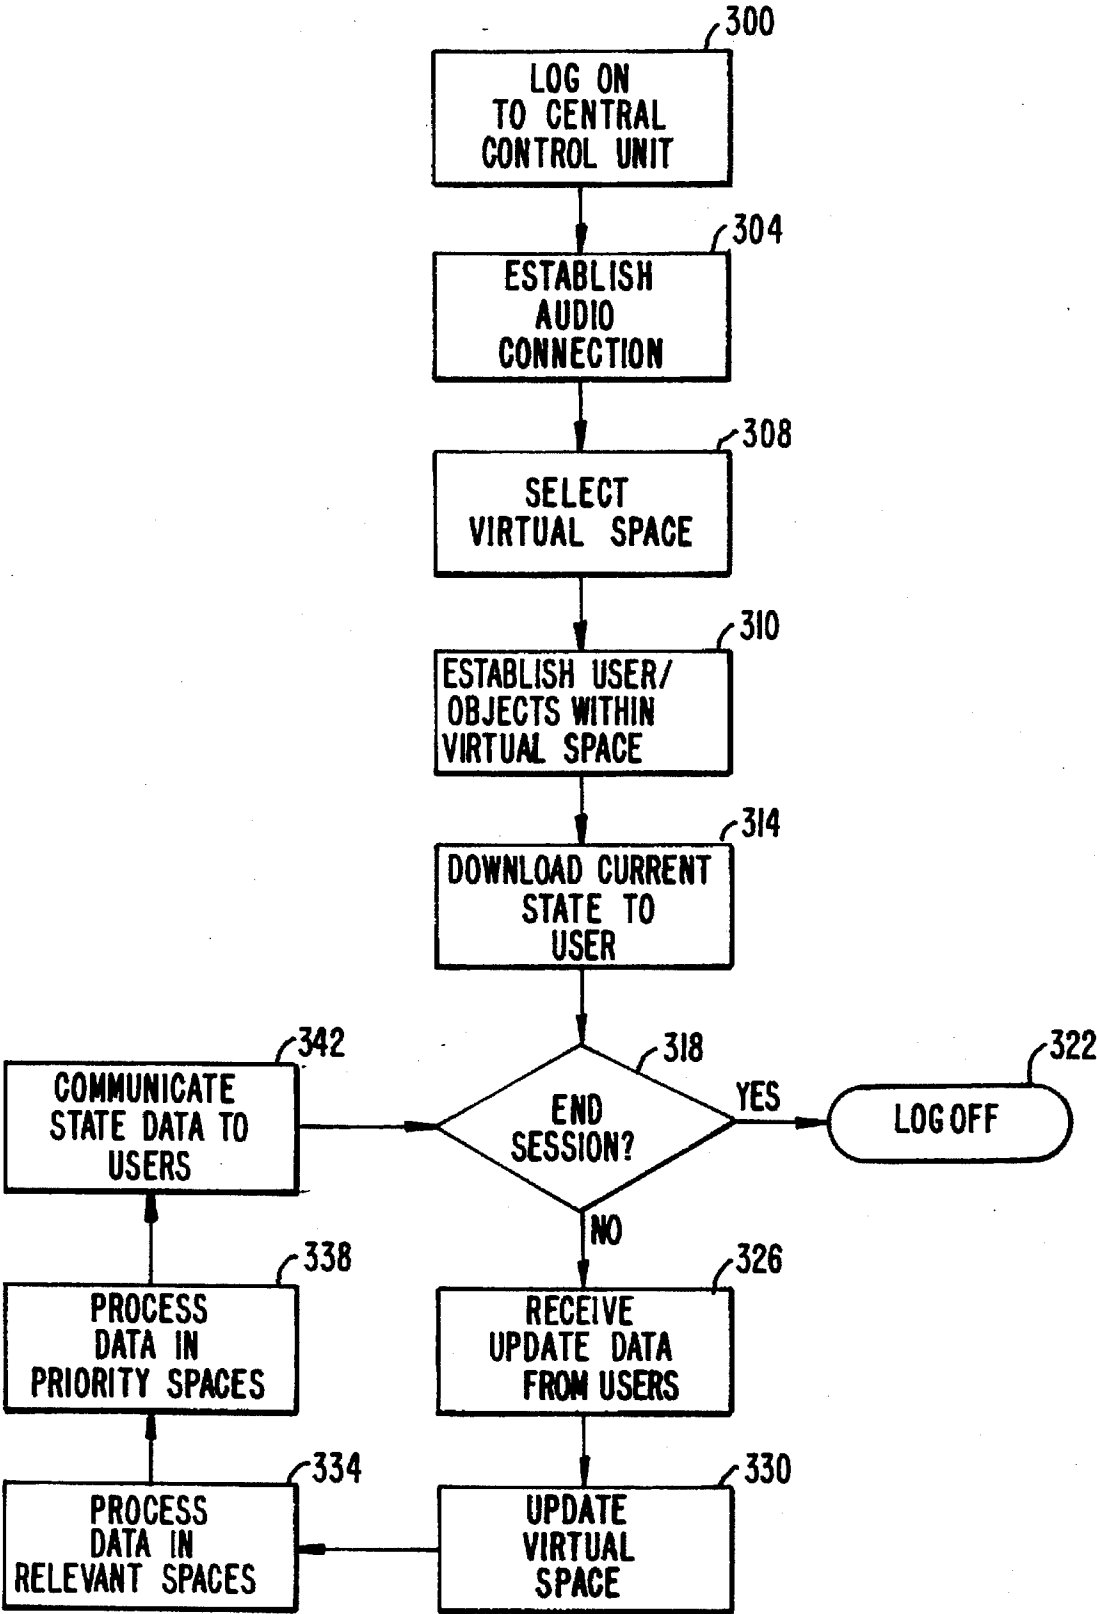 300
LOG ON
TO CENTRAL
CONTROL UNIT
304
ESTABLISH
AUDIO
CONNECTION
308
SELECT
VIRTUAL SPACE
310
ESTABLISH USER/
OBJECTS WITHIN
VIRTUAL SPACE
314
DOWNLOAD CURRENT
STATE TO
USER
318
END
SESSION?
YES
322
LOG OFF
NO
326
RECEIVE
UPDATE DATA
FROM USERS
330
UPDATE
VIRTUAL
SPACE
334
PROCESS
DATA IN
RELEVANT SPACES
338
PROCESS
DATA IN
PRIORITY SPACES
342
COMMUNICATE
STATE DATA TO
USERS